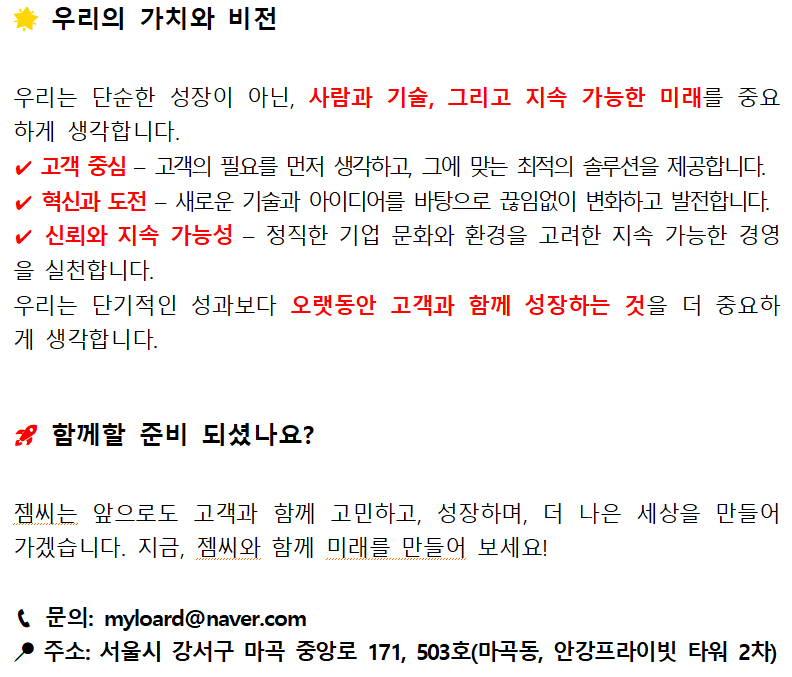 🌟 우리의 가치와 비전
우리는 단순한 성장이 아닌, 사람과 기술, 그리고 지속 가능한 미래를 중요
하게 생각합니다.
✔ 고객 중심 – 고객의 필요를 먼저 생각하고, 그에 맞는 최적의 솔루션을 제공합니다.
✔ 혁신과 도전 – 새로운 기술과 아이디어를 바탕으로 끊임없이 변화하고 발전합니다.
✔ 신뢰와 지속 가능성 – 정직한 기업 문화와 환경을 고려한 지속 가능한 경영
을 실천합니다.
우리는 단기적인 성과보다 오랫동안 고객과 함께 성장하는 것을 더 중요하
게 생각합니다.
🚀 함께할 준비 되셨나요?
젬씨는 앞으로도 고객과 함께 고민하고, 성장하며, 더 나은 세상을 만들어
가겠습니다. 지금, 젬씨와 함께 미래를 만들어 보세요!
📞 문의: myloard@naver.com
📍 주소: 서울시 강서구 마곡 중앙로 171, 503호(마곡동, 안강프라이빗 타워 2차)